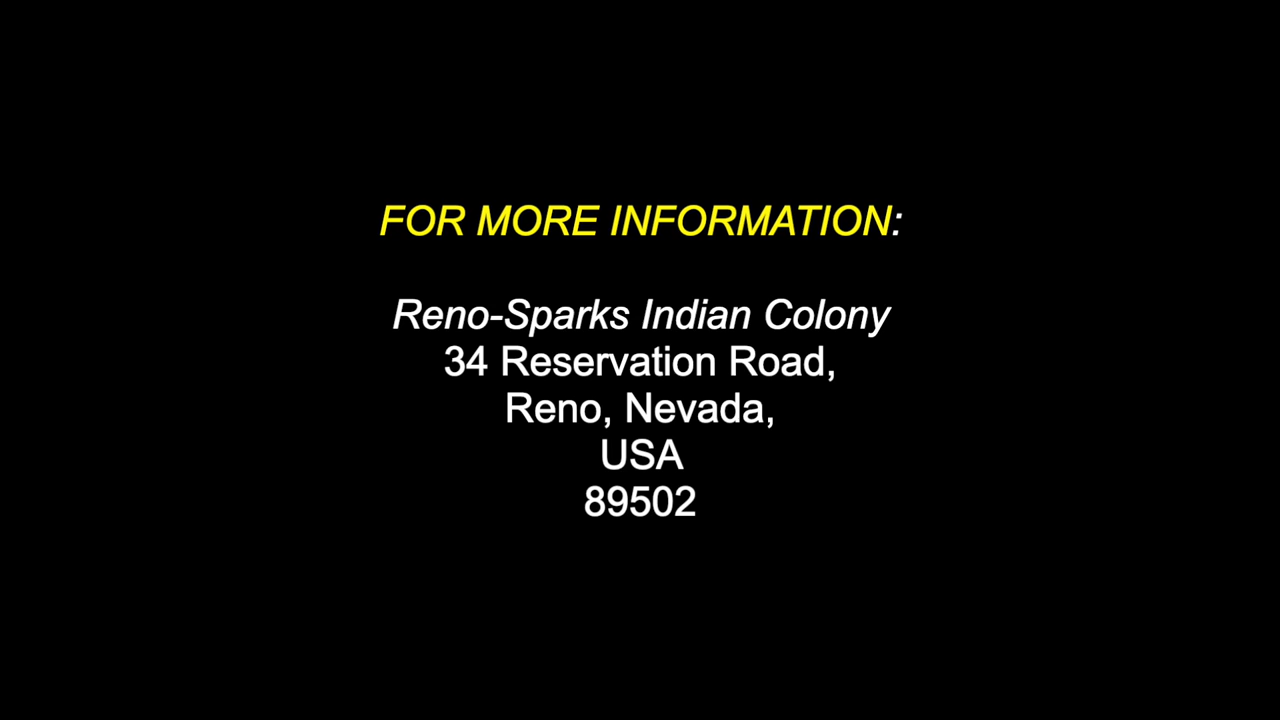 FOR MORE INFORMATION:
Reno-Sparks Indian Colony
34 Reservation Road,
Reno, Nevada,
USA
89502